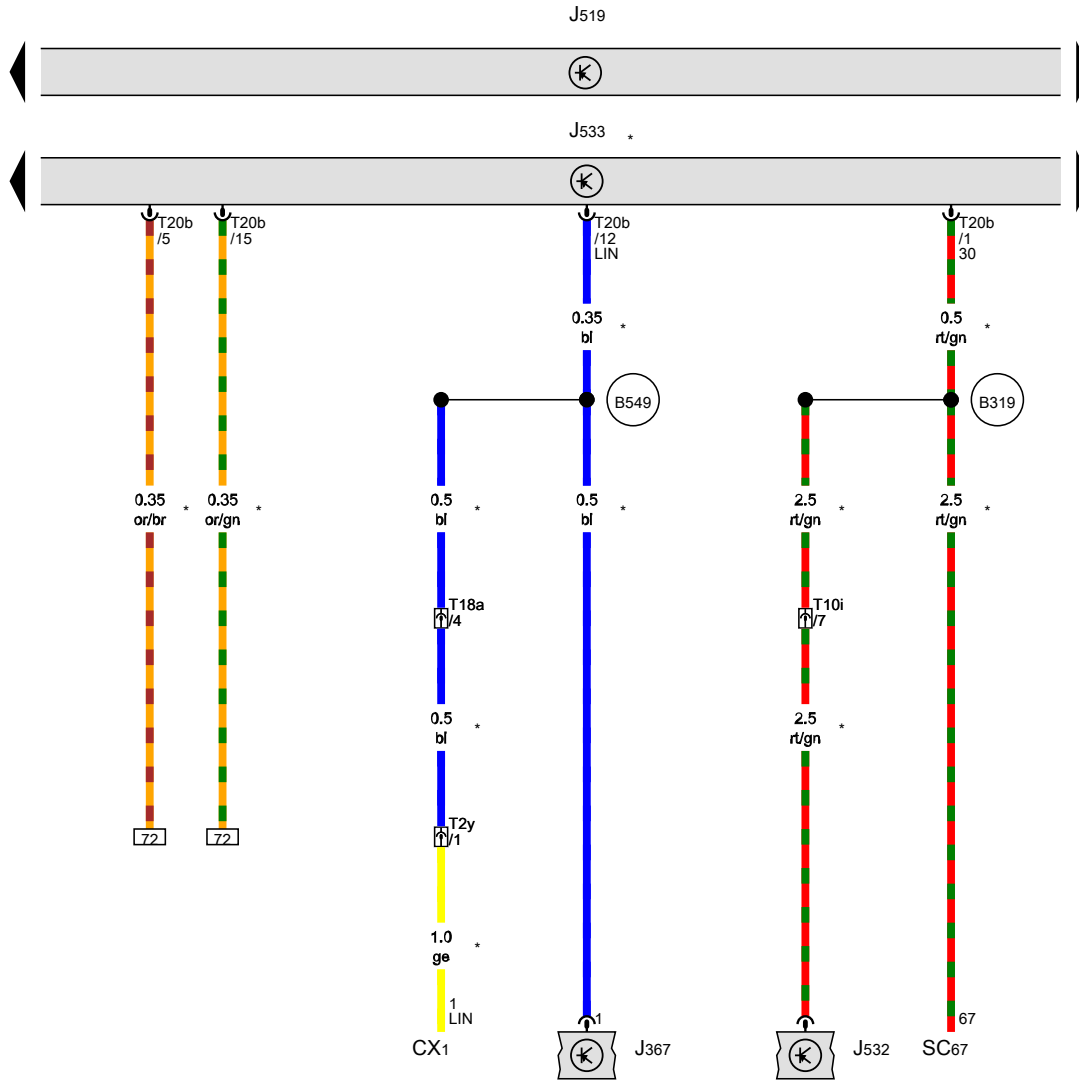 J519
J533 *
T20b
/5
T20b
/15
T20b
/12
LIN
T20b
/1
30
0.35
bl *
0.5
rt/gn *
B549
B319
0.35
or/br *
0.35
or/gn *
0.5
bl *
0.5
bl *
2.5
rt/gn *
2.5
rt/gn *
T18a
/4
T10i
/7
0.5
bl *
2.5
rt/gn *
T2y
/1
72
72
1.0
ge *
1
LIN
1
67
CX1
J367
J532
SC67